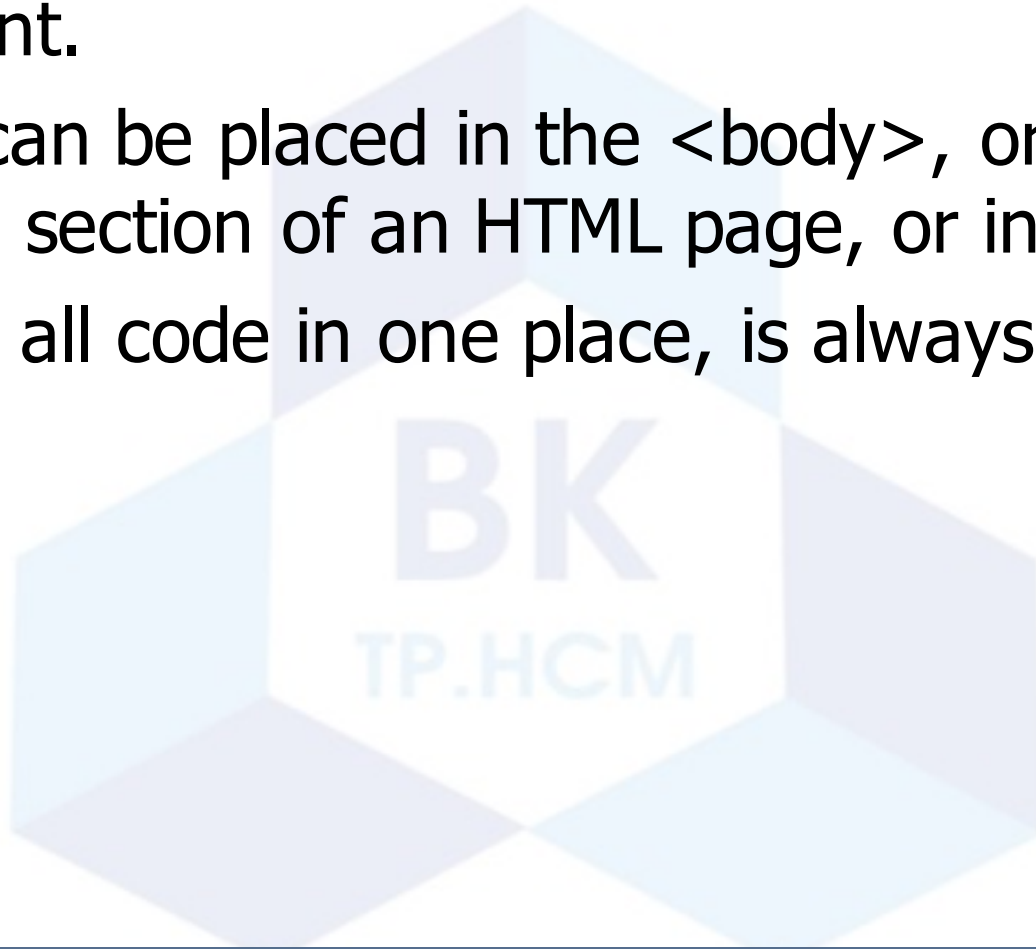 nt.
can be placed in the <body>, or
section of an HTML page, or in
all code in one place, is always
BK
TP.HCM